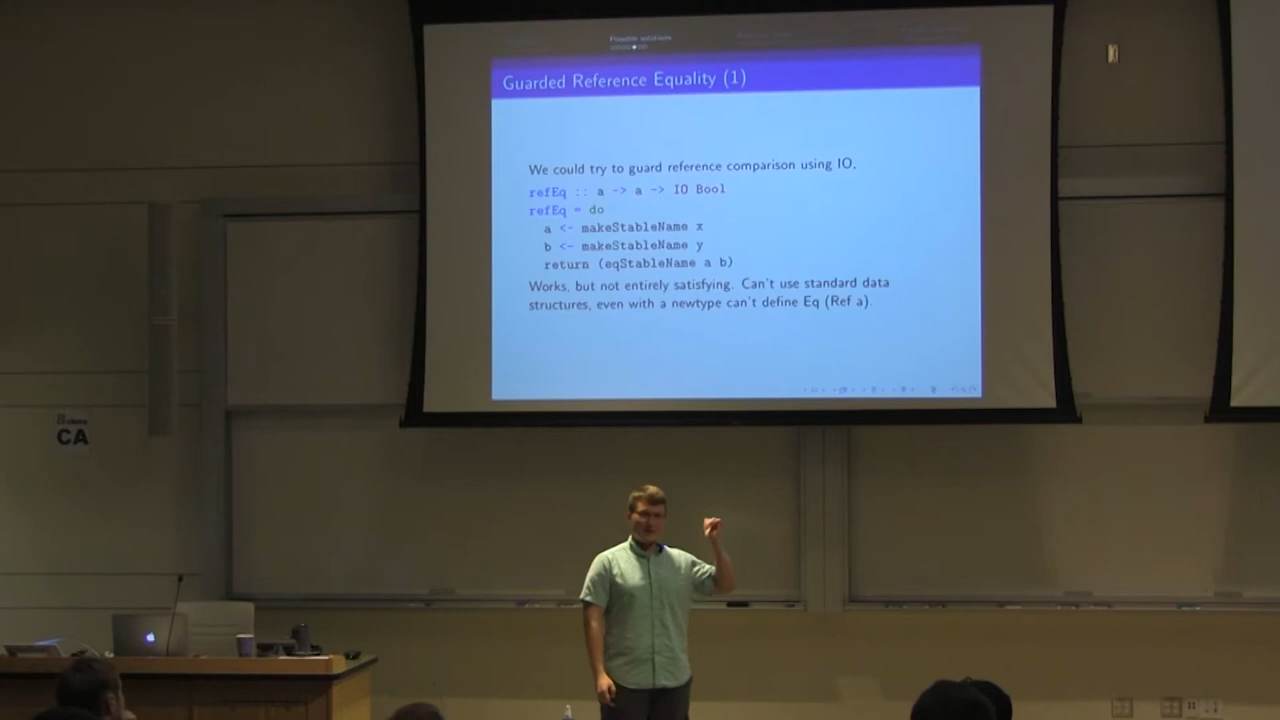 Possible solutions
Guarded Reference Equality (1)
We could try to guard reference comparison using IO,
refEq :: a -> a -> IO Bool
refEq = do
a <- makeStableName x
b <- makeStableName y
return (eqStableName a b)
Works, but not entirely satisfying. Can't use standard data
structures, even with a newtype can't define Eq (Ref a).
CA